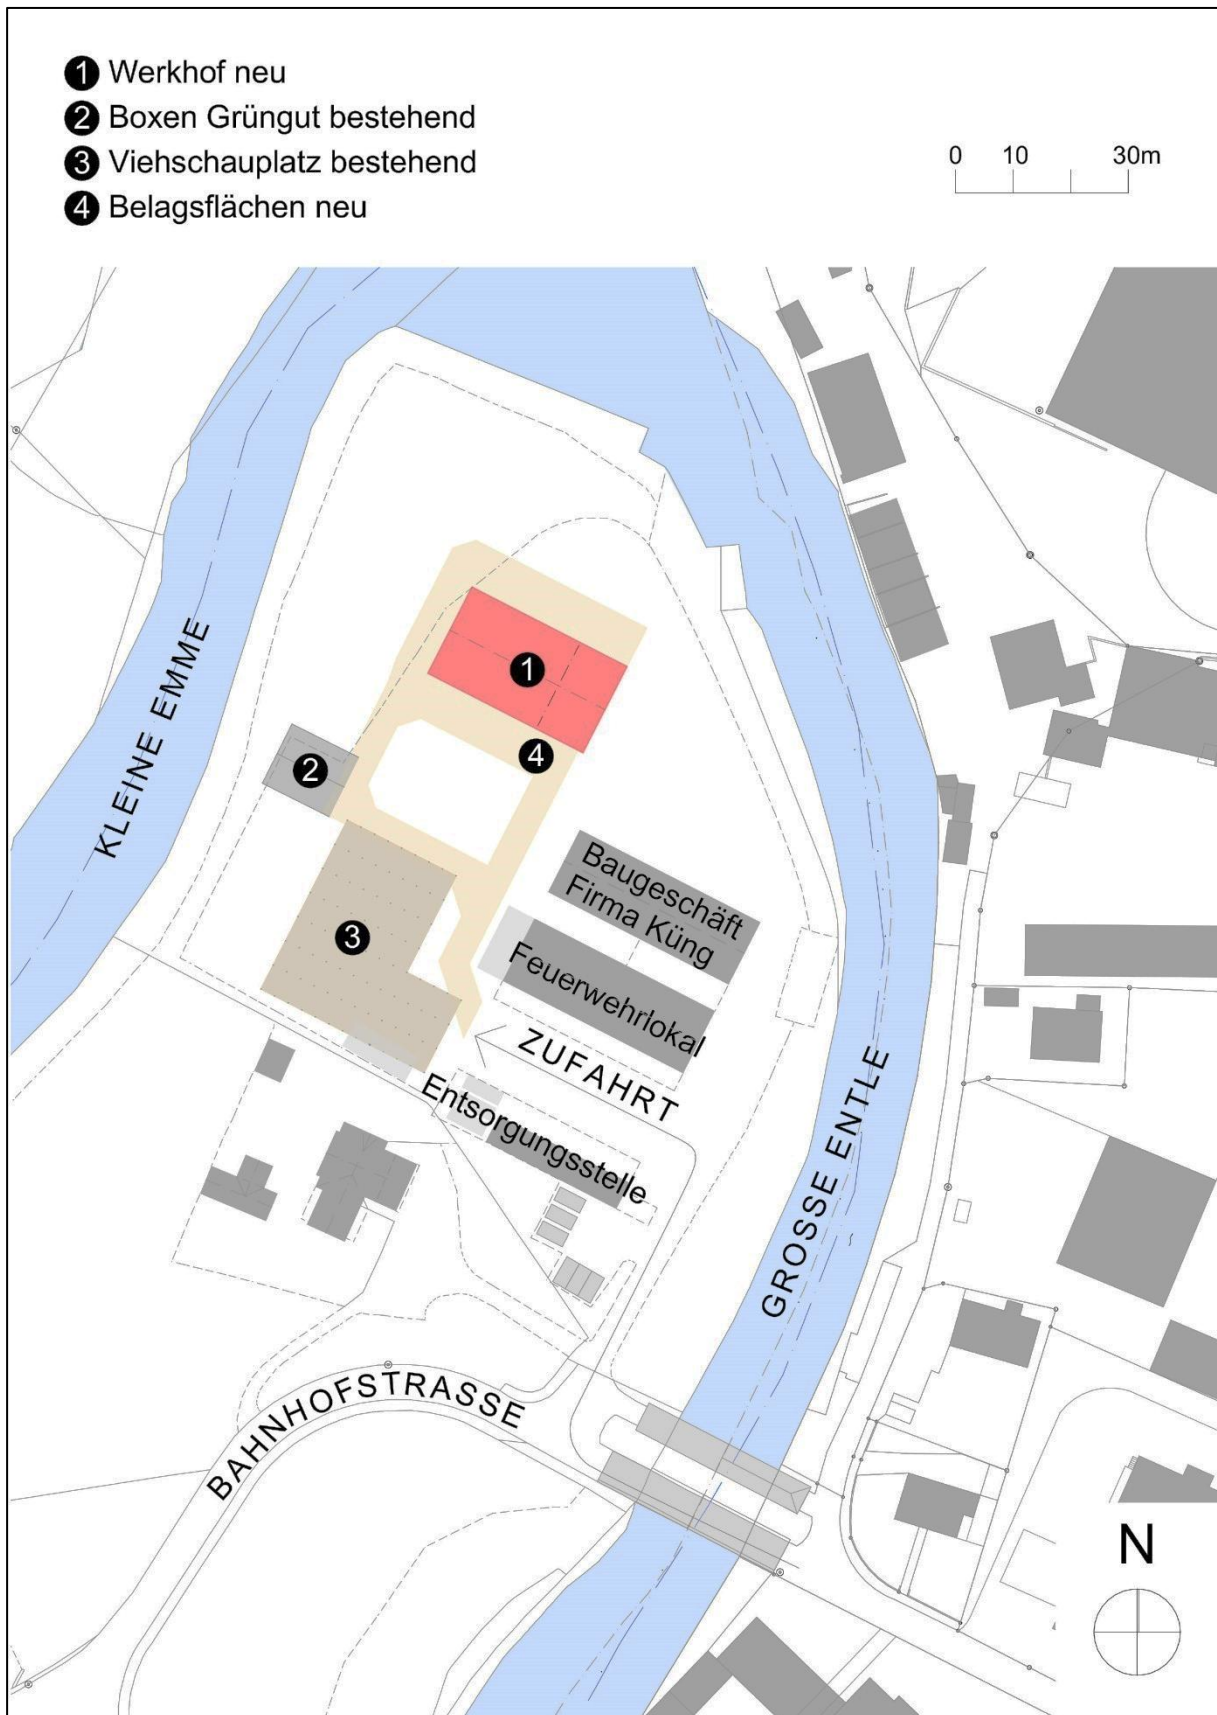 1 Werkhof neu
2 Boxen Grüngut bestehend
3 Viehschauplatz bestehend
4 Belagsflächen neu
0 10 30m
KLEINE EMME
1
2
4
3
Baugeschäft
Firma Küng
Feuerwehrlokal
ZUFAHRT
Entsorgungsstelle
GROSSE ENTLE
BAHNHOFSTRASSE
N